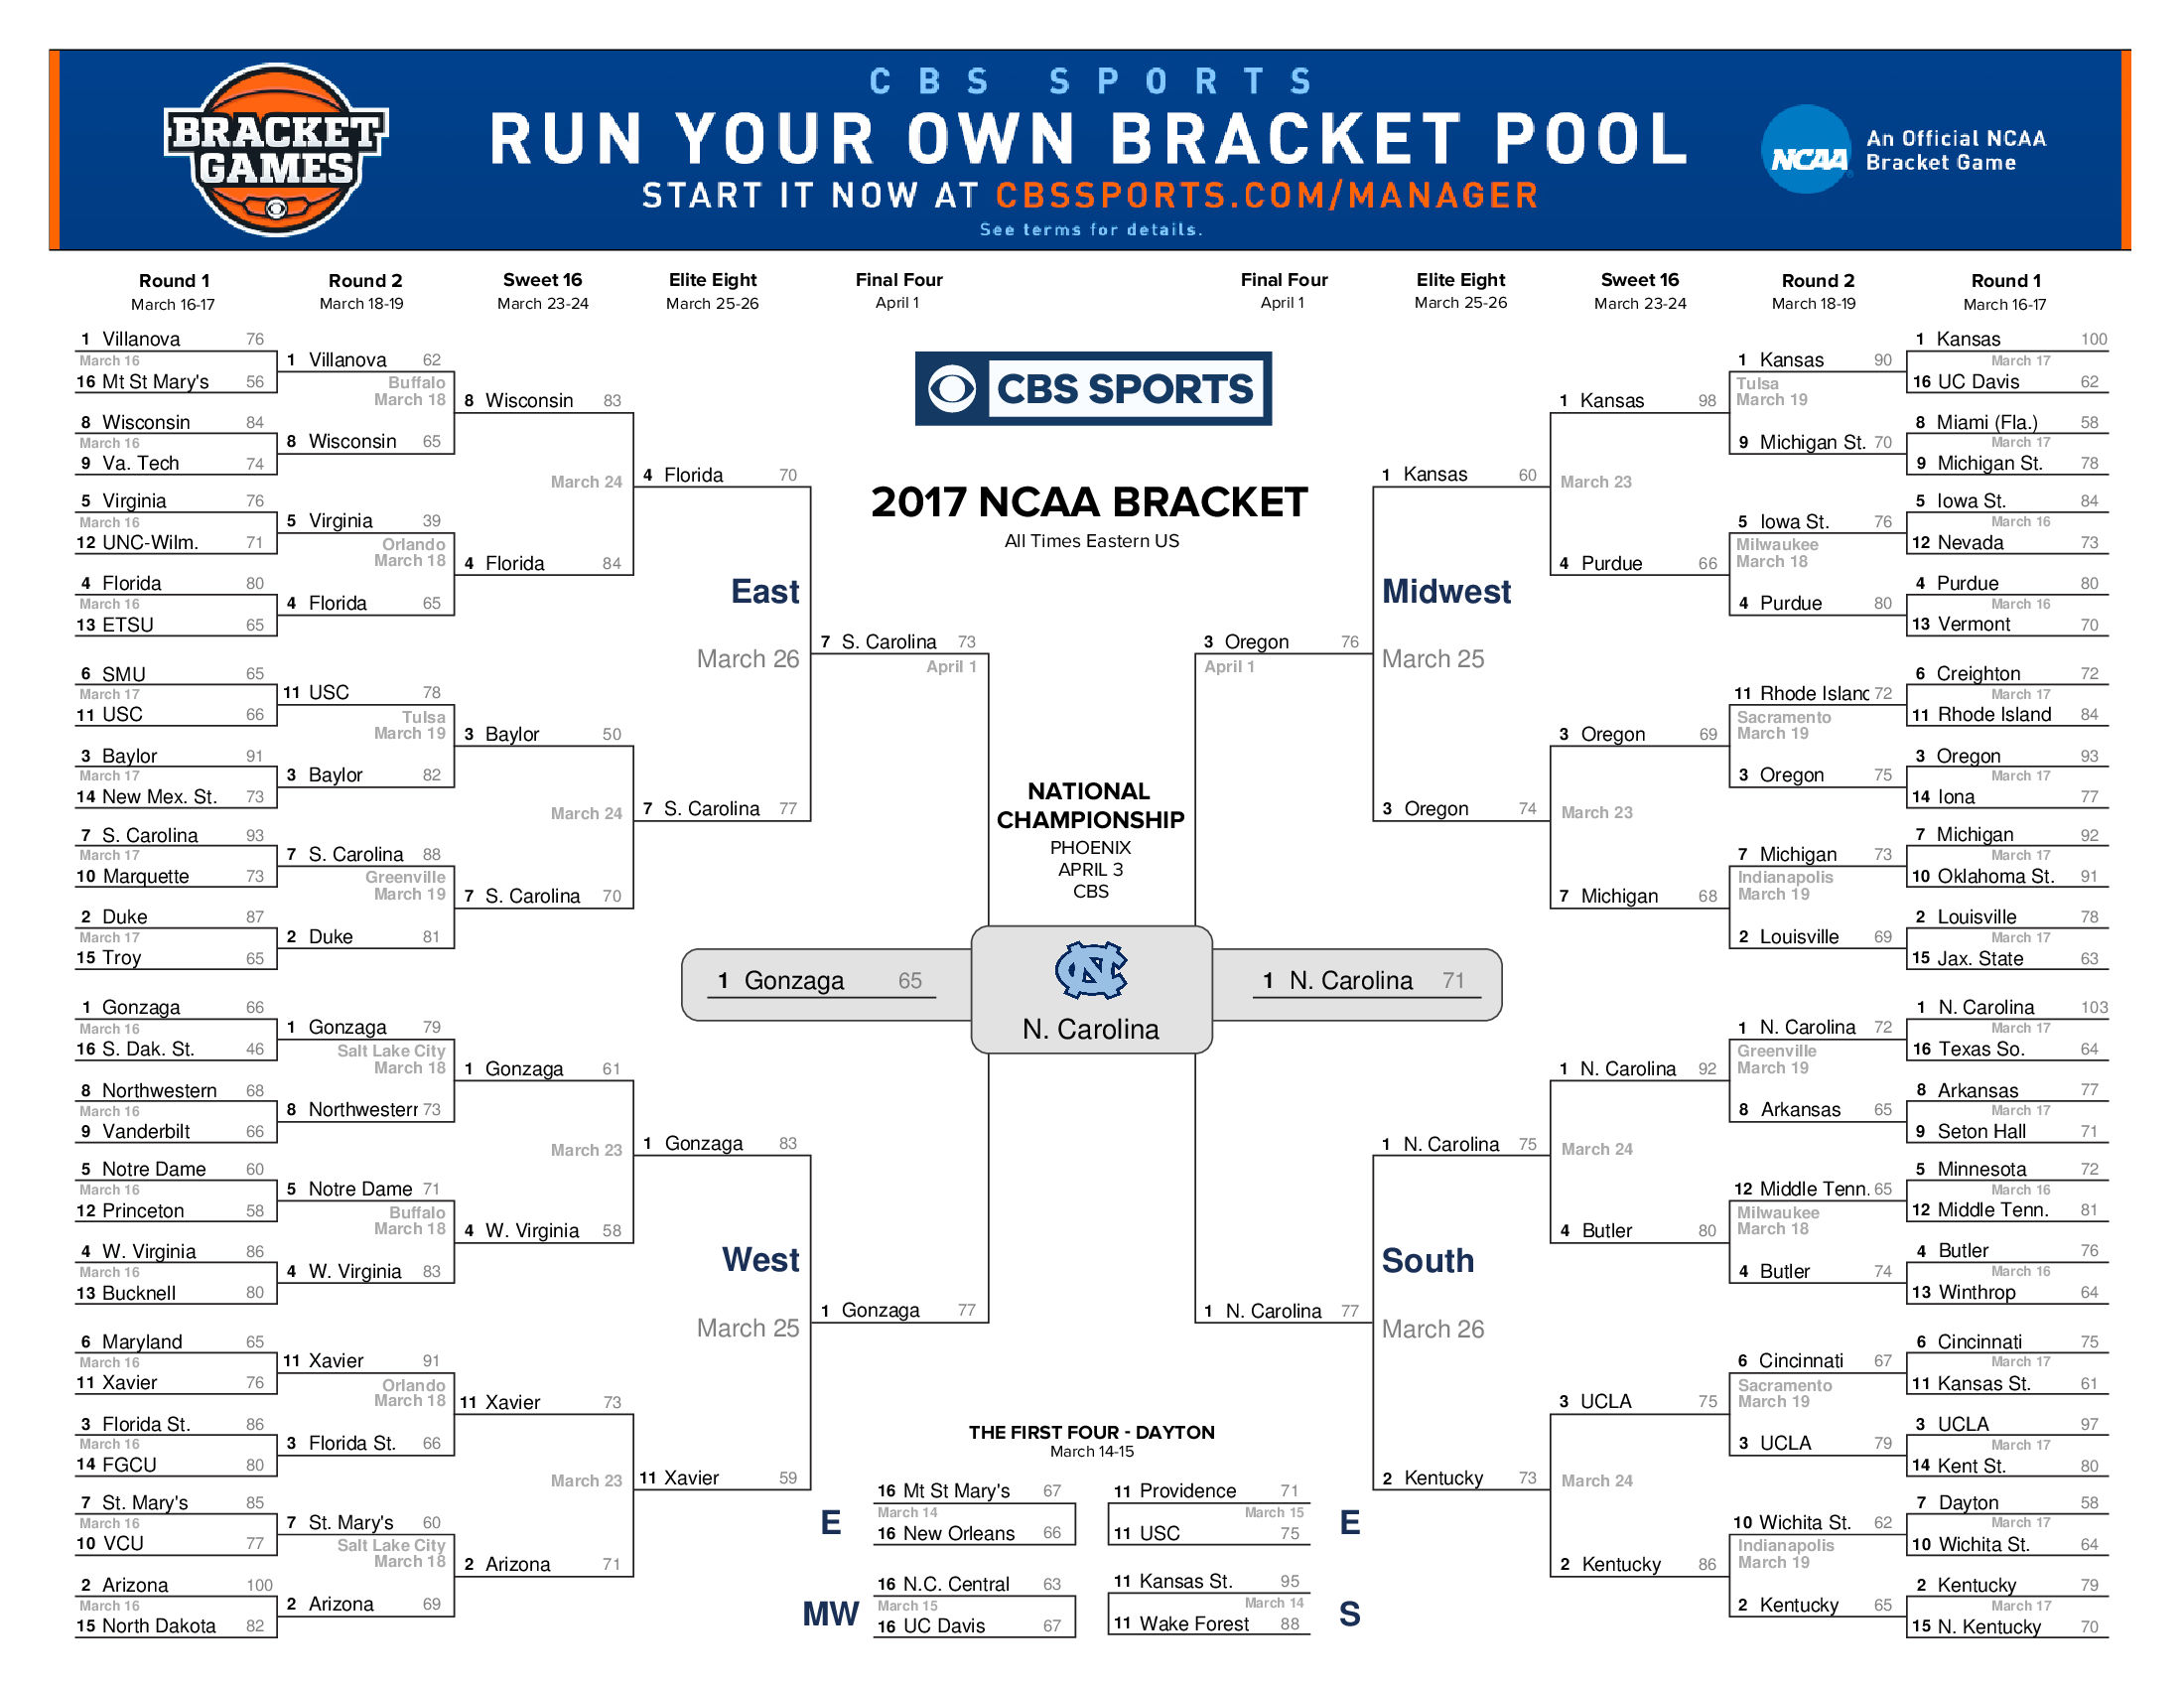 CBS SPORTS
BRACKET GAMES
RUN YOUR OWN BRACKET POOL
START IT NOW AT CBSSPORTS.COM/MANAGER
See terms for details.
NCAA
An Official NCAA
Bracket Game
Round 1
March 16-17
Round 2
March 18-19
Sweet 16
March 23-24
Elite Eight
March 25-26
Final Four
April 1
Final Four
April 1
Elite Eight
March 25-26
Sweet 16
March 23-24
Round 2
March 18-19
Round 1
March 16-17
1 Villanova 76
March 16
16 Mt St Mary's 56
8 Wisconsin 84
March 16
9 Va. Tech 74
5 Virginia 76
March 16
12 UNC-Wilm. 71
4 Florida 80
March 16
13 ETSU 65
6 SMU 65
March 17
11 USC 66
3 Baylor 91
March 17
14 New Mex. St. 73
7 S. Carolina 93
March 17
10 Marquette 73
2 Duke 87
March 17
15 Troy 65
1 Gonzaga 66
March 16
16 S. Dak. St. 46
8 Northwestern 68
March 16
9 Vanderbilt 66
5 Notre Dame 60
March 16
12 Princeton 58
4 W. Virginia 86
March 16
13 Bucknell 80
6 Maryland 65
March 16
11 Xavier 76
3 Florida St. 86
March 16
14 FGCU 80
7 St. Mary's 85
March 16
10 VCU 77
2 Arizona 100
March 16
15 North Dakota 82
1 Villanova 62
Buffalo
March 18
8 Wisconsin 65
5 Virginia 39
Orlando
March 18
4 Florida 65
11 USC 78
Tulsa
March 19
3 Baylor 82
7 S. Carolina 88
Greenville
March 19
2 Duke 81
1 Gonzaga 79
Salt Lake City
March 18
8 Northwestern 73
5 Notre Dame 71
Buffalo
March 18
4 W. Virginia 83
11 Xavier 91
Orlando
March 18
3 Florida St. 66
7 St. Mary's 60
Salt Lake City
March 18
2 Arizona 69
8 Wisconsin 83
March 24
4 Florida 84
3 Baylor 50
March 24
7 S. Carolina 70
1 Gonzaga 61
March 23
4 W. Virginia 58
11 Xavier 73
March 23
2 Arizona 71
4 Florida 70
East
March 26
7 S. Carolina 77
1 Gonzaga 83
West
March 25
11 Xavier 59
7 S. Carolina 73
April 1
1 Gonzaga 77
CBS SPORTS
2017 NCAA BRACKET
All Times Eastern US
NATIONAL
CHAMPIONSHIP
PHOENIX
APRIL 3
CBS
1 Gonzaga 65
NC
N. Carolina
1 N. Carolina 71
3 Oregon 76
April 1
1 N. Carolina 77
1 Kansas 60
Midwest
March 25
3 Oregon 74
1 N. Carolina 75
South
March 26
2 Kentucky 73
1 Kansas 98
March 23
4 Purdue 66
3 Oregon 69
March 23
7 Michigan 68
1 N. Carolina 92
March 24
4 Butler 80
3 UCLA 75
March 24
2 Kentucky 86
1 Kansas 90
Tulsa
March 19
9 Michigan St. 70
5 Iowa St. 76
Milwaukee
March 18
4 Purdue 80
11 Rhode Island 72
Sacramento
March 19
3 Oregon 75
7 Michigan 73
Indianapolis
March 19
2 Louisville 69
1 N. Carolina 72
Greenville
March 19
8 Arkansas 65
12 Middle Tenn. 65
Milwaukee
March 18
4 Butler 74
6 Cincinnati 67
Sacramento
March 19
3 UCLA 79
10 Wichita St. 62
Indianapolis
March 19
2 Kentucky 65
1 Kansas 100
March 17
16 UC Davis 62
8 Miami (Fla.) 58
March 17
9 Michigan St. 78
5 Iowa St. 84
March 16
12 Nevada 73
4 Purdue 80
March 16
13 Vermont 70
6 Creighton 72
March 17
11 Rhode Island 84
3 Oregon 93
March 17
14 Iona 77
7 Michigan 92
March 17
10 Oklahoma St. 91
2 Louisville 78
March 17
15 Jax. State 63
1 N. Carolina 103
March 17
16 Texas So. 64
8 Arkansas 77
March 17
9 Seton Hall 71
5 Minnesota 72
March 16
12 Middle Tenn. 81
4 Butler 76
March 16
13 Winthrop 64
6 Cincinnati 75
March 17
11 Kansas St. 61
3 UCLA 97
March 17
14 Kent St. 80
7 Dayton 58
March 17
10 Wichita St. 64
2 Kentucky 79
March 17
15 N. Kentucky 70
THE FIRST FOUR - DAYTON
March 14-15
E
16 Mt St Mary's 67
March 14
16 New Orleans 66
11 Providence 71
March 15
11 USC 75
E
MW
16 N.C. Central 63
March 15
16 UC Davis 67
11 Kansas St. 95
March 14
11 Wake Forest 88
S